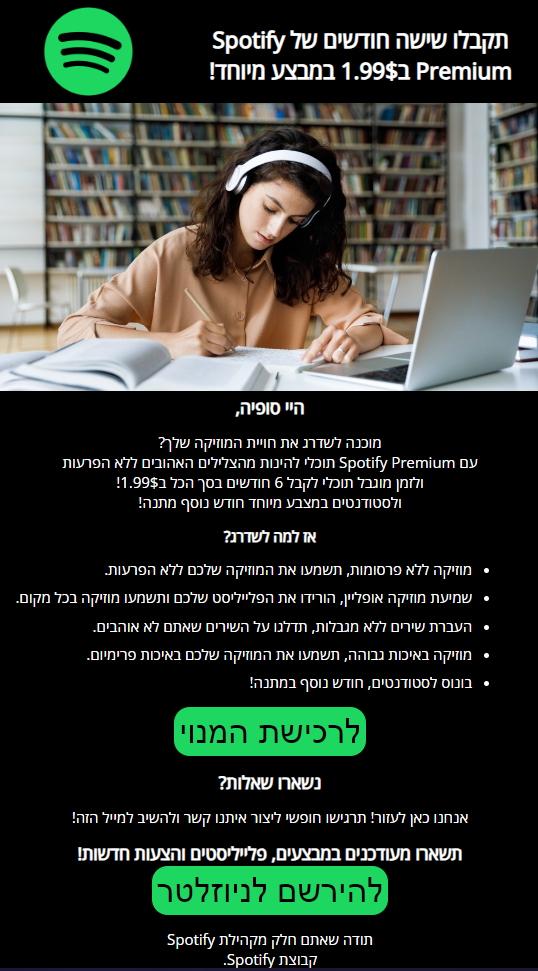 תקבלו שישה חודשים של Spotify
Premium ב1.99$ במבצע מיוחד!
היי סופיה,
מוכנה לשדרג את חויית המוזיקה שלך?
עם Spotify Premium תוכלי להינות מהצלילים האהובים ללא הפרעות
ולזמן מוגבל תוכלי לקבל 6 חודשים בסך הכל ב1.99$!
ולסטודנטים במבצע מיוחד חודש נוסף מתנה!
אז למה לשדרג?
• מוזיקה ללא פרסומות, תשמעו את המוזיקה שלכם ללא הפרעות.
• שמיעת מוזיקה אופליין, הורידו את הפלייליסט שלכם ותשמעו מוזיקה בכל מקום.
• העברת שירים ללא מגבלות, תדלגו על השירים שאתם לא אוהבים.
• מוזיקה באיכות גבוהה, תשמעו את המוזיקה שלכם באיכות פרימיום.
• בונוס לסטודנטים, חודש נוסף במתנה!
לרכישת המנוי
נשארו שאלות?
אנחנו כאן לעזור! תרגישו חופשי ליצור איתנו קשר ולהשיב למייל הזה!
תשארו מעודכנים במבצעים, פלייליסטים והצעות חדשות!
להירשם לניוזלטר
תודה שאתם חלק מקהילת Spotify
קבוצת Spotify.